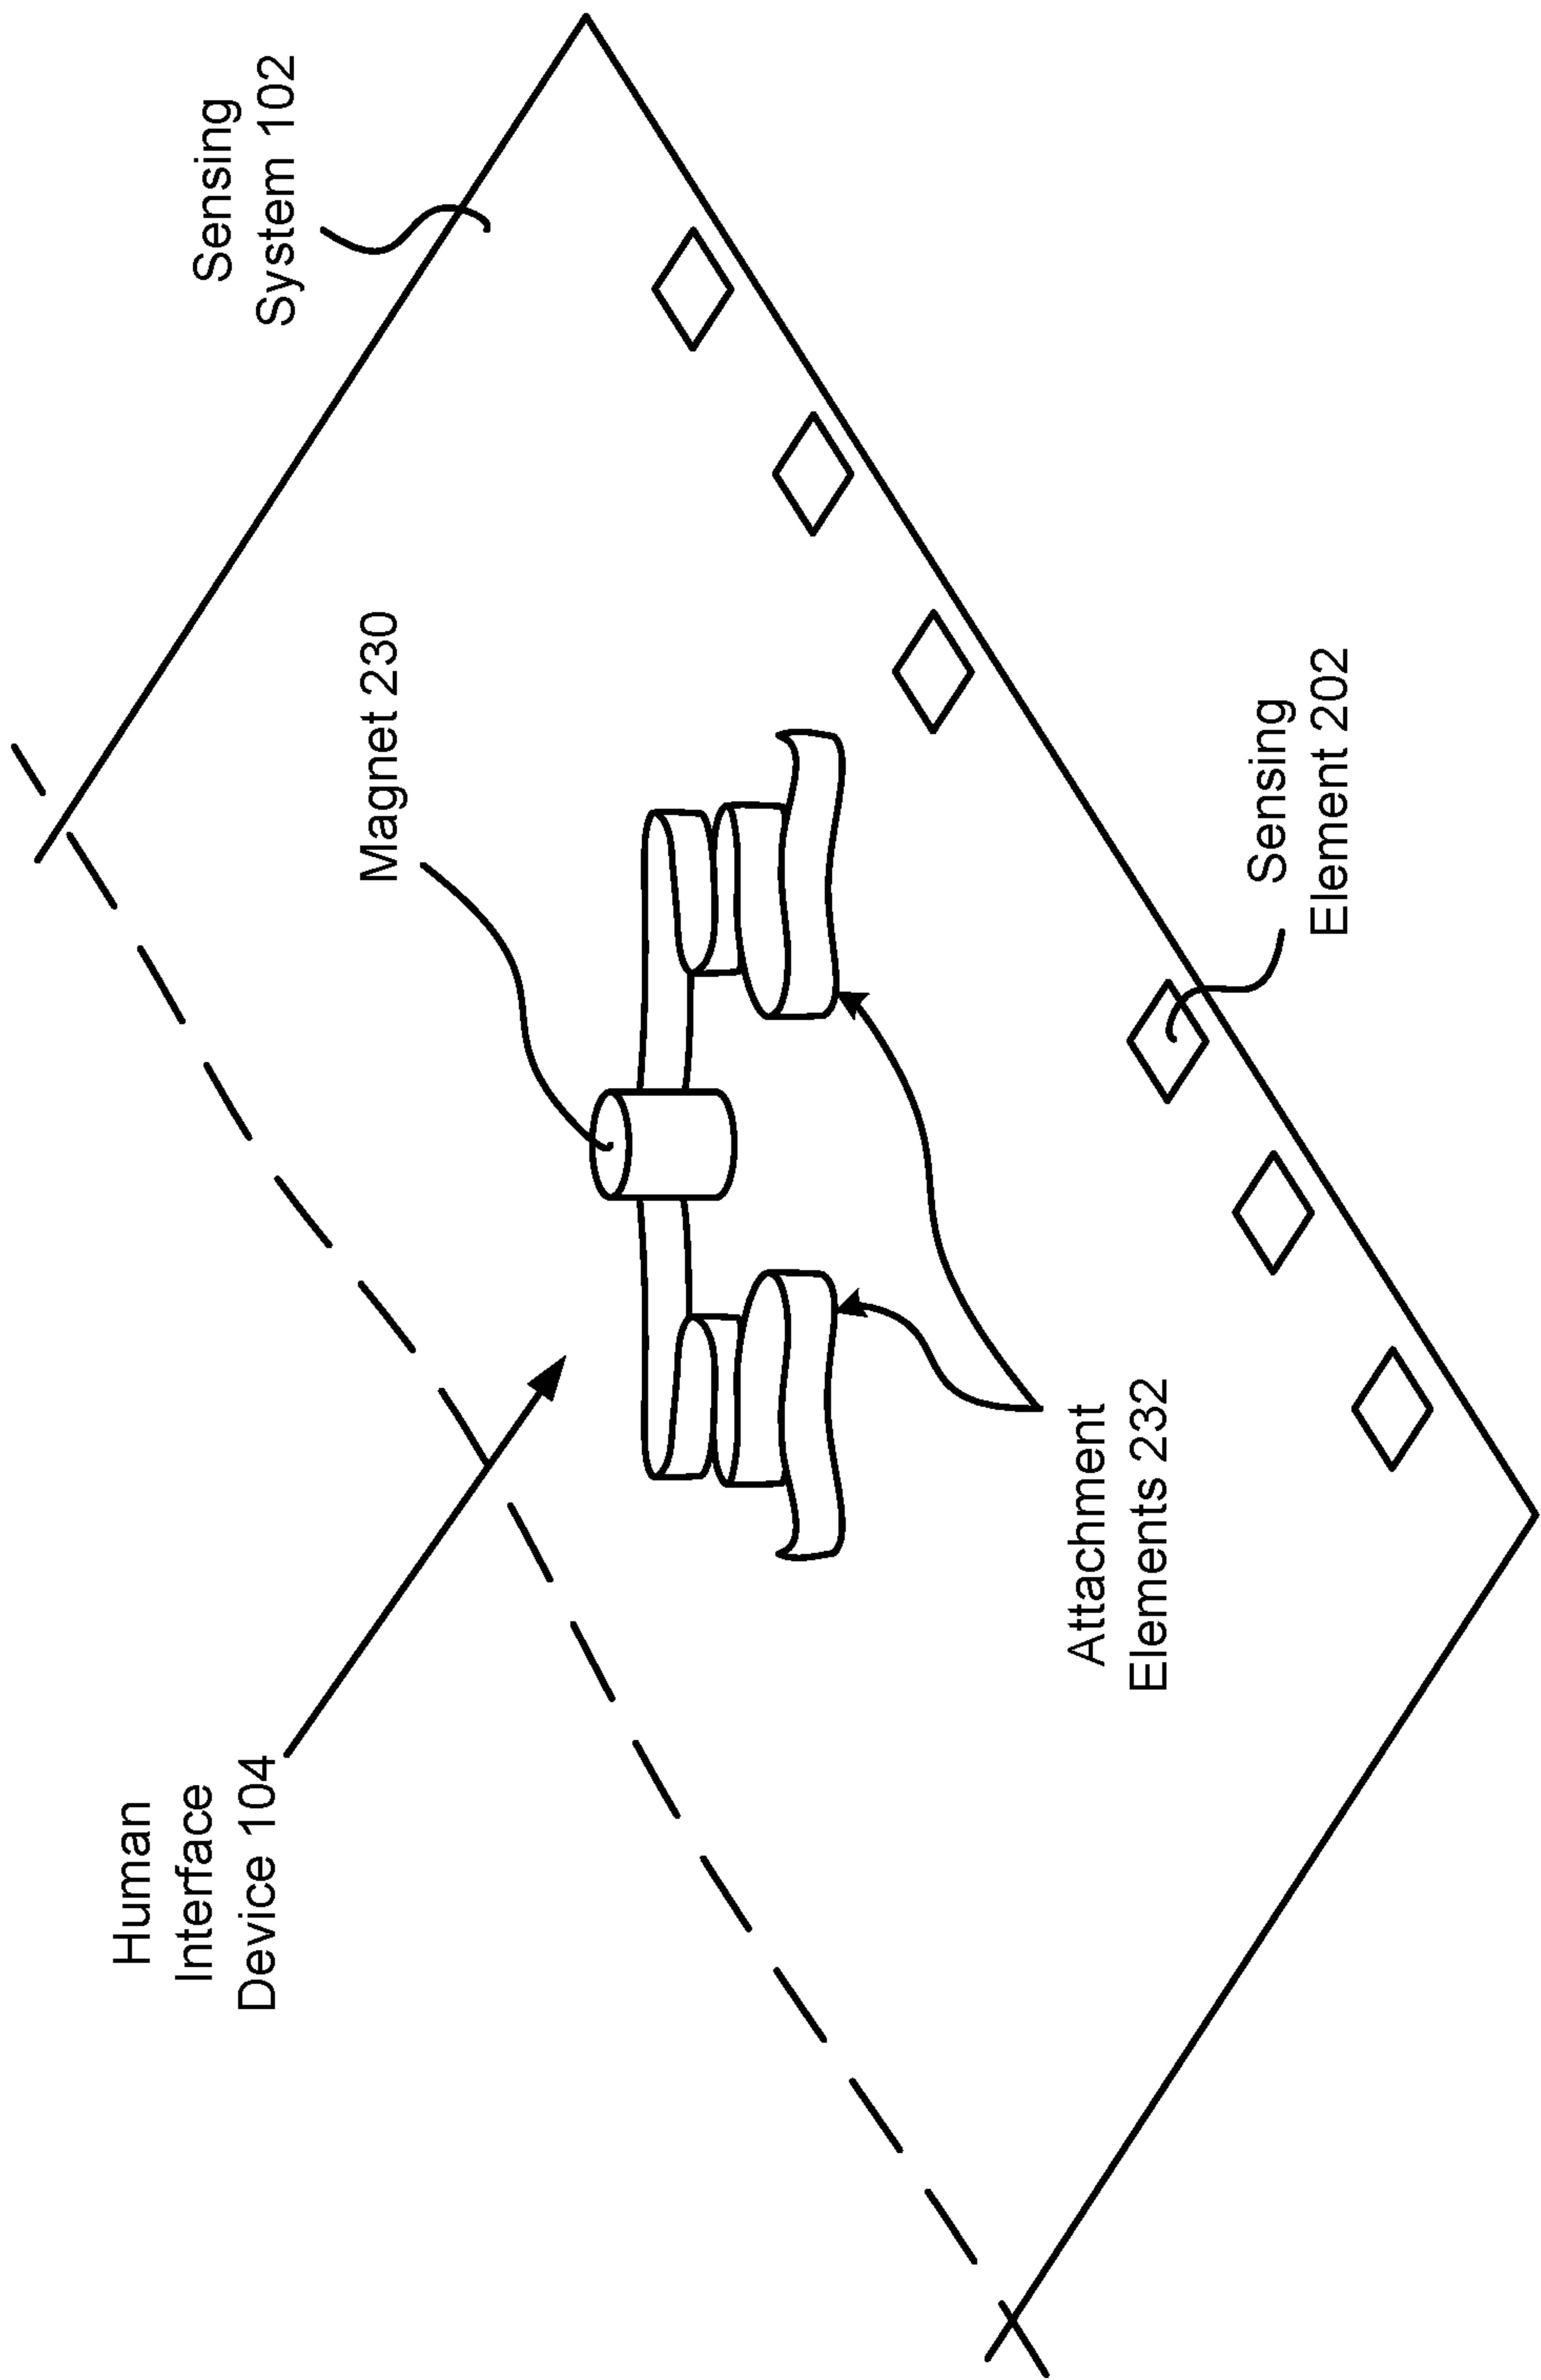 Human
Interface
Device 104
Sensing
System 102
Magnet 230
Attachment
Elements 232
Sensing
Element 202